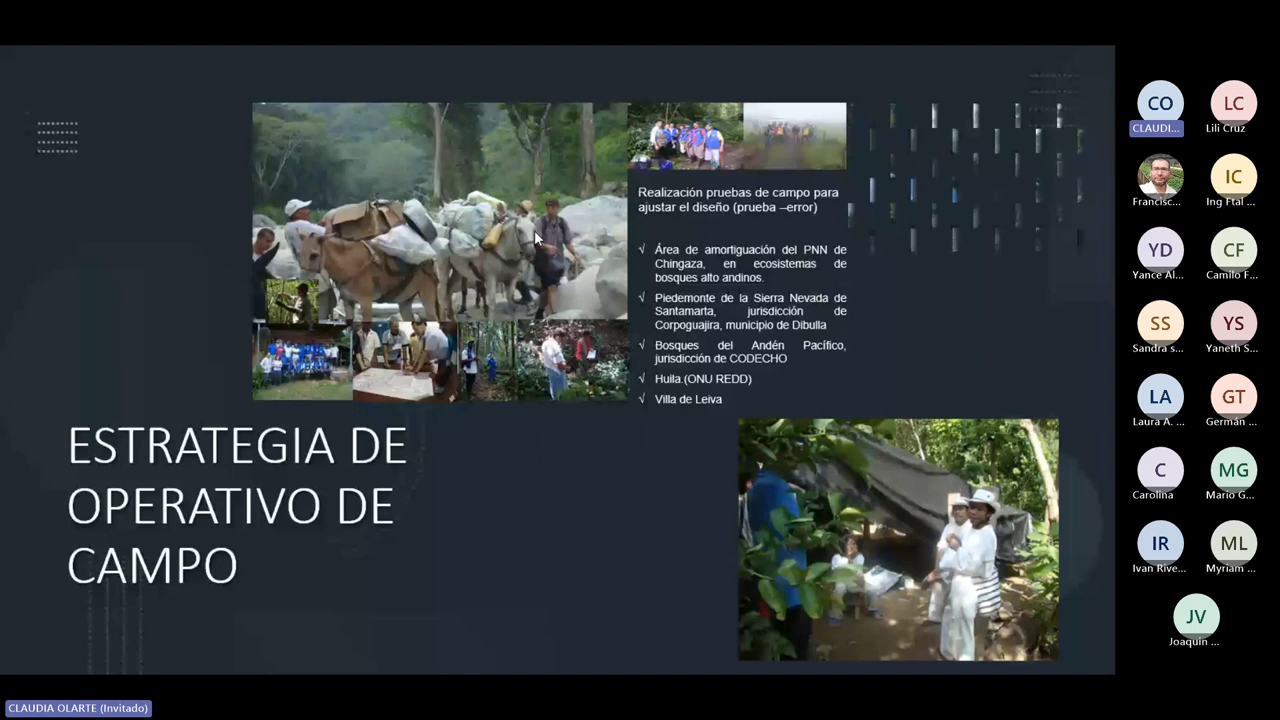 Realización pruebas de campo para
ajustar el diseño (prueba –error)
√ Área de amortiguación del PNN de
Chingaza, en ecosistemas de
bosques alto andinos.
√ Piedemonte de la Sierra Nevada de
Santamarta, jurisdicción de
Corpoguajira, municipio de Dibulla
√ Bosques del Andén Pacífico,
jurisdicción de CODECHO
√ Huila.(ONU REDD)
√ Villa de Leiva
ESTRATEGIA DE
OPERATIVO DE
CAMPO
CO LC
CLAUDI... Lili Cruz
IC
Francisc... Ing Ftal ...
YD CF
Yance Al... Camilo F...
SS YS
Sandra s... Yaneth S...
LA GT
Laura A. ... Germán ...
C MG
Carolina Mario G...
IR ML
Ivan Rive... Myriam ...
JV
Joaquín ...
CLAUDIA OLARTE (Invitado)